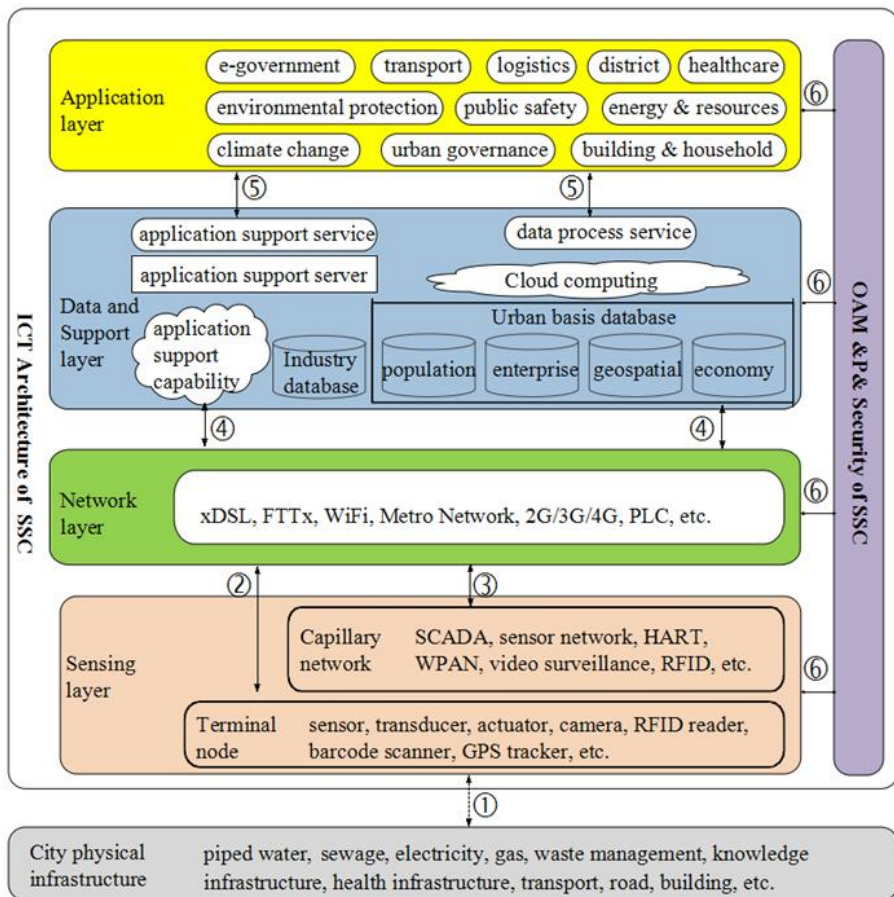 ICT Architecture of SSC
OAM &P& Security of SSC
Application
layer
e-government
transport
logistics
district
healthcare
environmental protection
public safety
energy & resources
climate change
urban governance
building & household
⑥
⑤
⑤
Data and
Support
layer
application support service
data process service
application support server
Cloud computing
application
support
capability
Industry
database
Urban basis database
population
enterprise
geospatial
economy
⑥
④
④
Network
layer
xDSL, FTTx, WiFi, Metro Network, 2G/3G/4G, PLC, etc.
⑥
②
③
Sensing
layer
Capillary
network
SCADA, sensor network, HART,
WPAN, video surveillance, RFID, etc.
⑥
Terminal
node
sensor, transducer, actuator, camera, RFID reader,
barcode scanner, GPS tracker, etc.
①
City physical
infrastructure
piped water, sewage, electricity, gas, waste management, knowledge
infrastructure, health infrastructure, transport, road, building, etc.